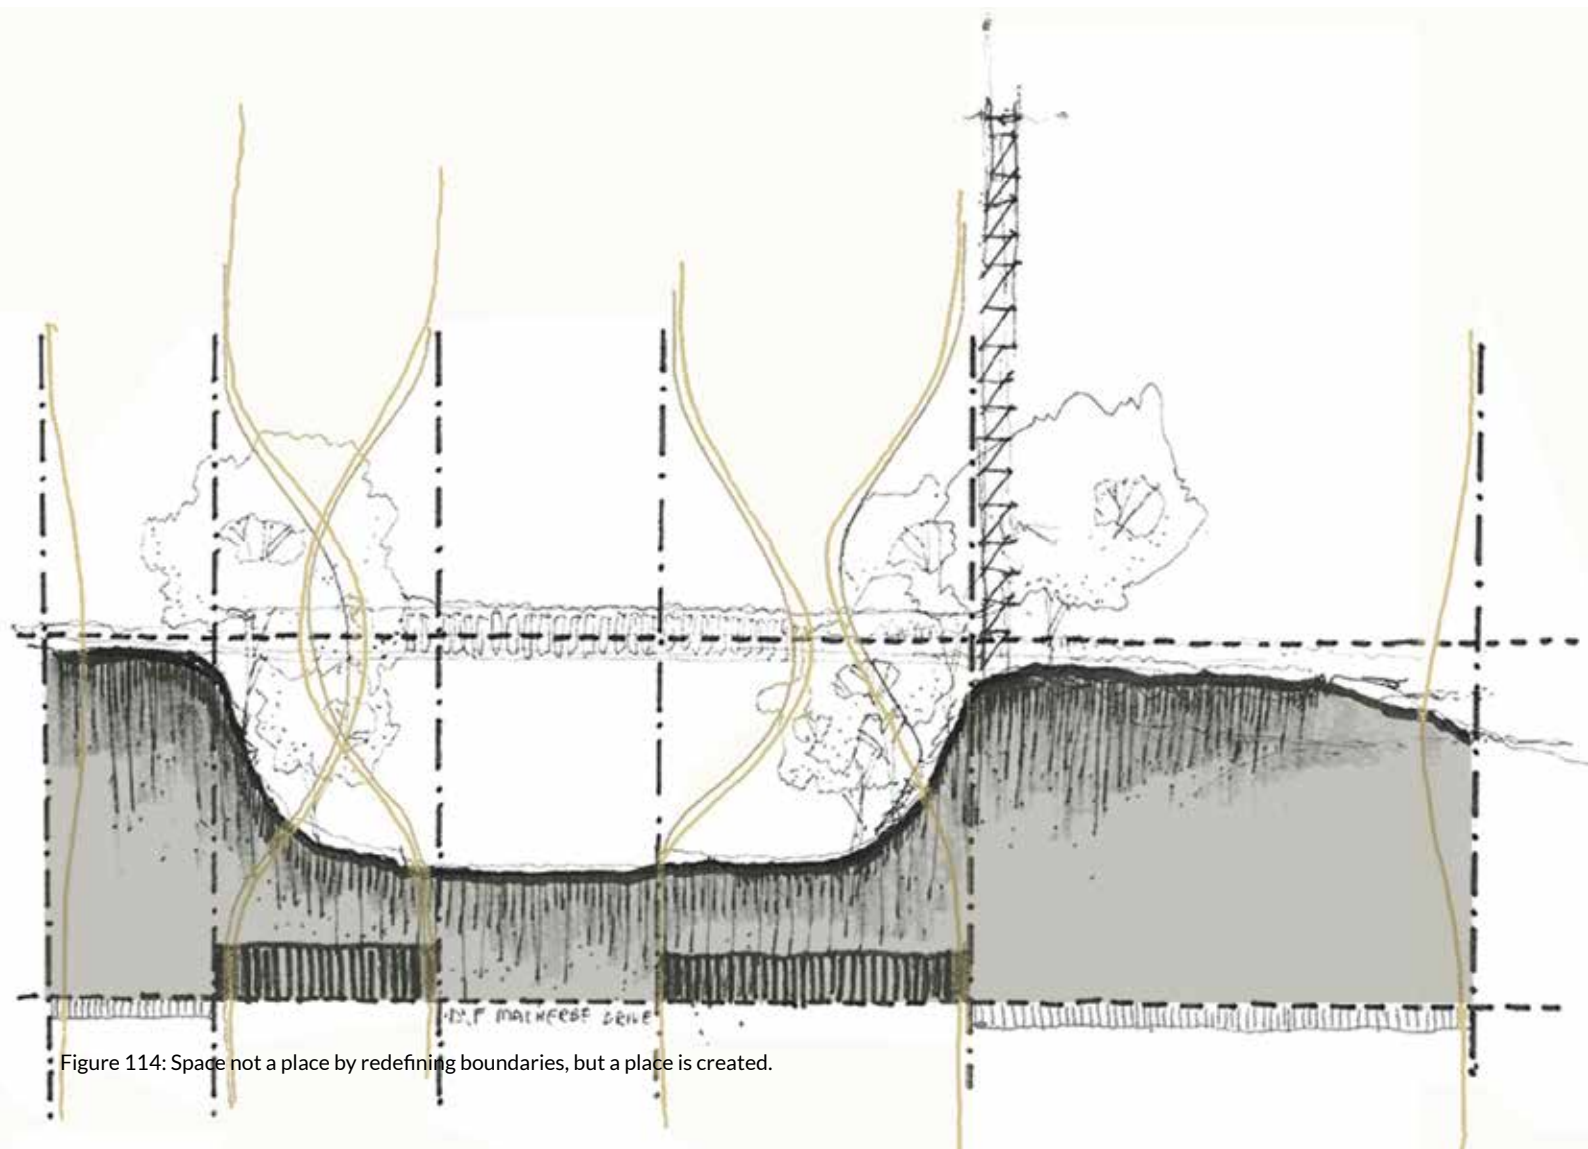 D.F MALHERBE DRIVE
Figure 114: Space not a place by redefining boundaries, but a place is created.